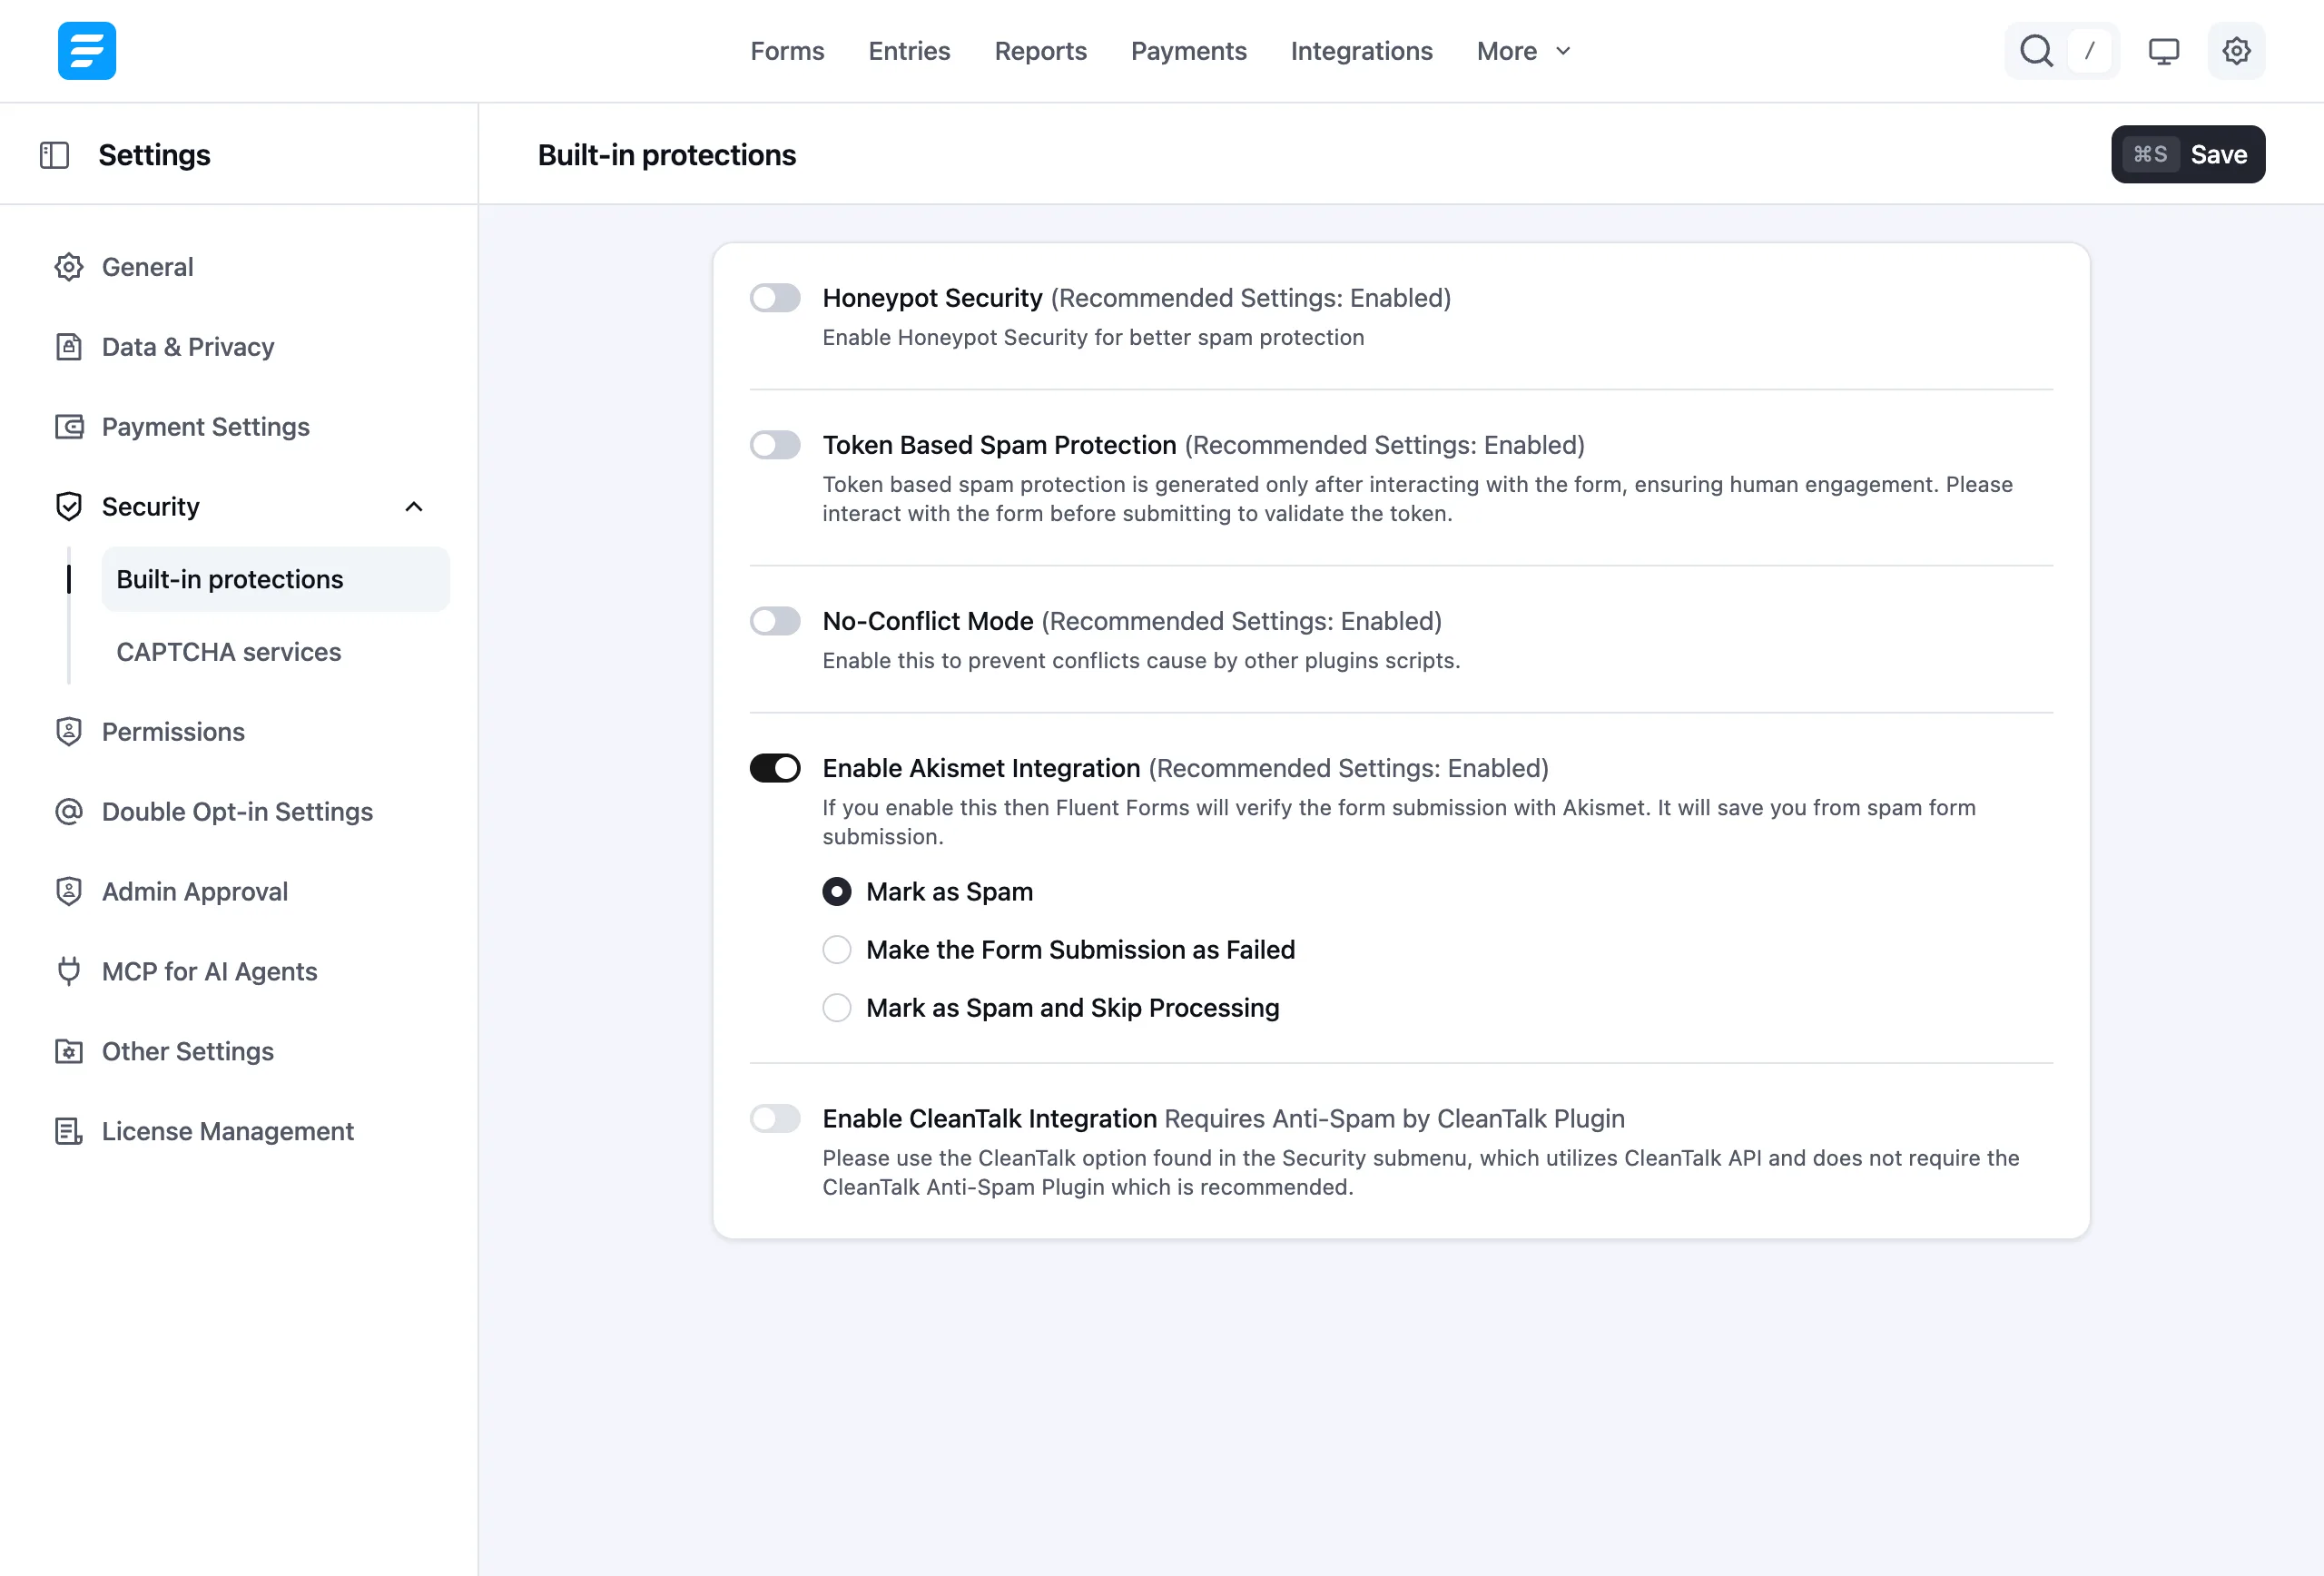 Forms Entries Reports Payments Integrations More /
Settings
Built-in protections
⌘S Save
General
Data & Privacy
Payment Settings
Security
Built-in protections
CAPTCHA services
Permissions
Double Opt-in Settings
Admin Approval
MCP for AI Agents
Other Settings
License Management
Honeypot Security (Recommended Settings: Enabled)
Enable Honeypot Security for better spam protection
Token Based Spam Protection (Recommended Settings: Enabled)
Token based spam protection is generated only after interacting with the form, ensuring human engagement. Please
interact with the form before submitting to validate the token.
No-Conflict Mode (Recommended Settings: Enabled)
Enable this to prevent conflicts cause by other plugins scripts.
Enable Akismet Integration (Recommended Settings: Enabled)
If you enable this then Fluent Forms will verify the form submission with Akismet. It will save you from spam form
submission.
Mark as Spam
Make the Form Submission as Failed
Mark as Spam and Skip Processing
Enable CleanTalk Integration Requires Anti-Spam by CleanTalk Plugin
Please use the CleanTalk option found in the Security submenu, which utilizes CleanTalk API and does not require the
CleanTalk Anti-Spam Plugin which is recommended.